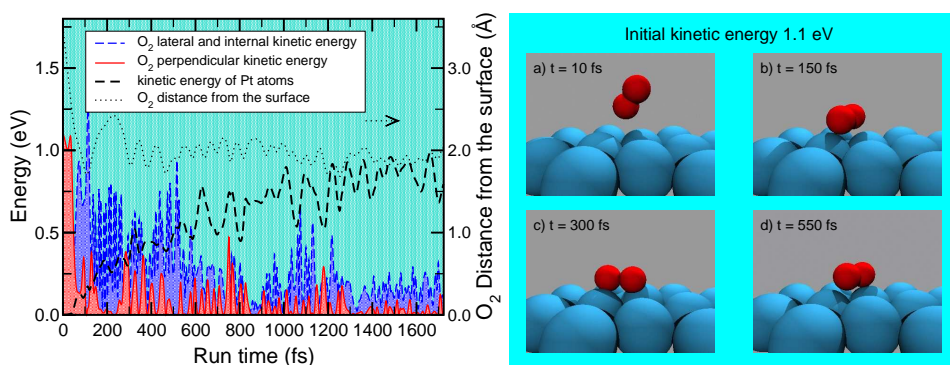 O2 lateral and internal kinetic energy
O2 perpendicular kinetic energy
kinetic energy of Pt atoms
O2 distance from the surface
Energy (eV)
1.5
1.0
0.5
0.0
3.0
2.0
1.0
0.0
O2 Distance from the surface (Å)
0 200 400 600 800 1000 1200 1400 1600
Run time (fs)
Initial kinetic energy 1.1 eV
a) t = 10 fs
b) t = 150 fs
c) t = 300 fs
d) t = 550 fs